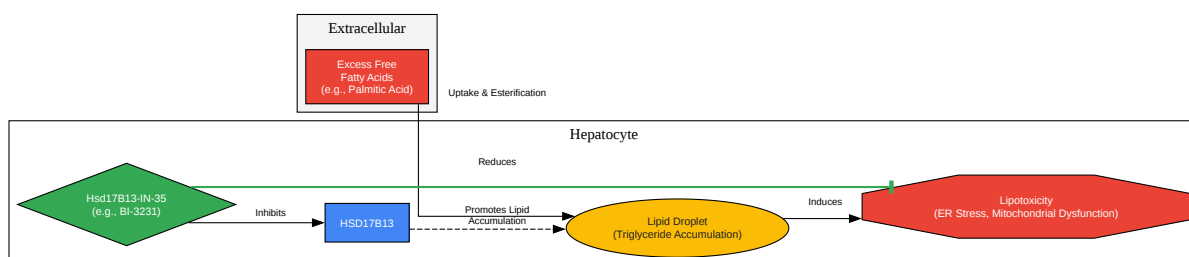 Extracellular
Excess Free
Fatty Acids
(e.g., Palmitic Acid)
Uptake & Esterification
Hepatocyte
Reduces
Hsd17B13-IN-35
(e.g., BI-3231)
Inhibits
HSD17B13
Promotes Lipid
Accumulation
Lipid Droplet
(Triglyceride Accumulation)
Induces
Lipotoxicity
(ER Stress, Mitochondrial Dysfunction)